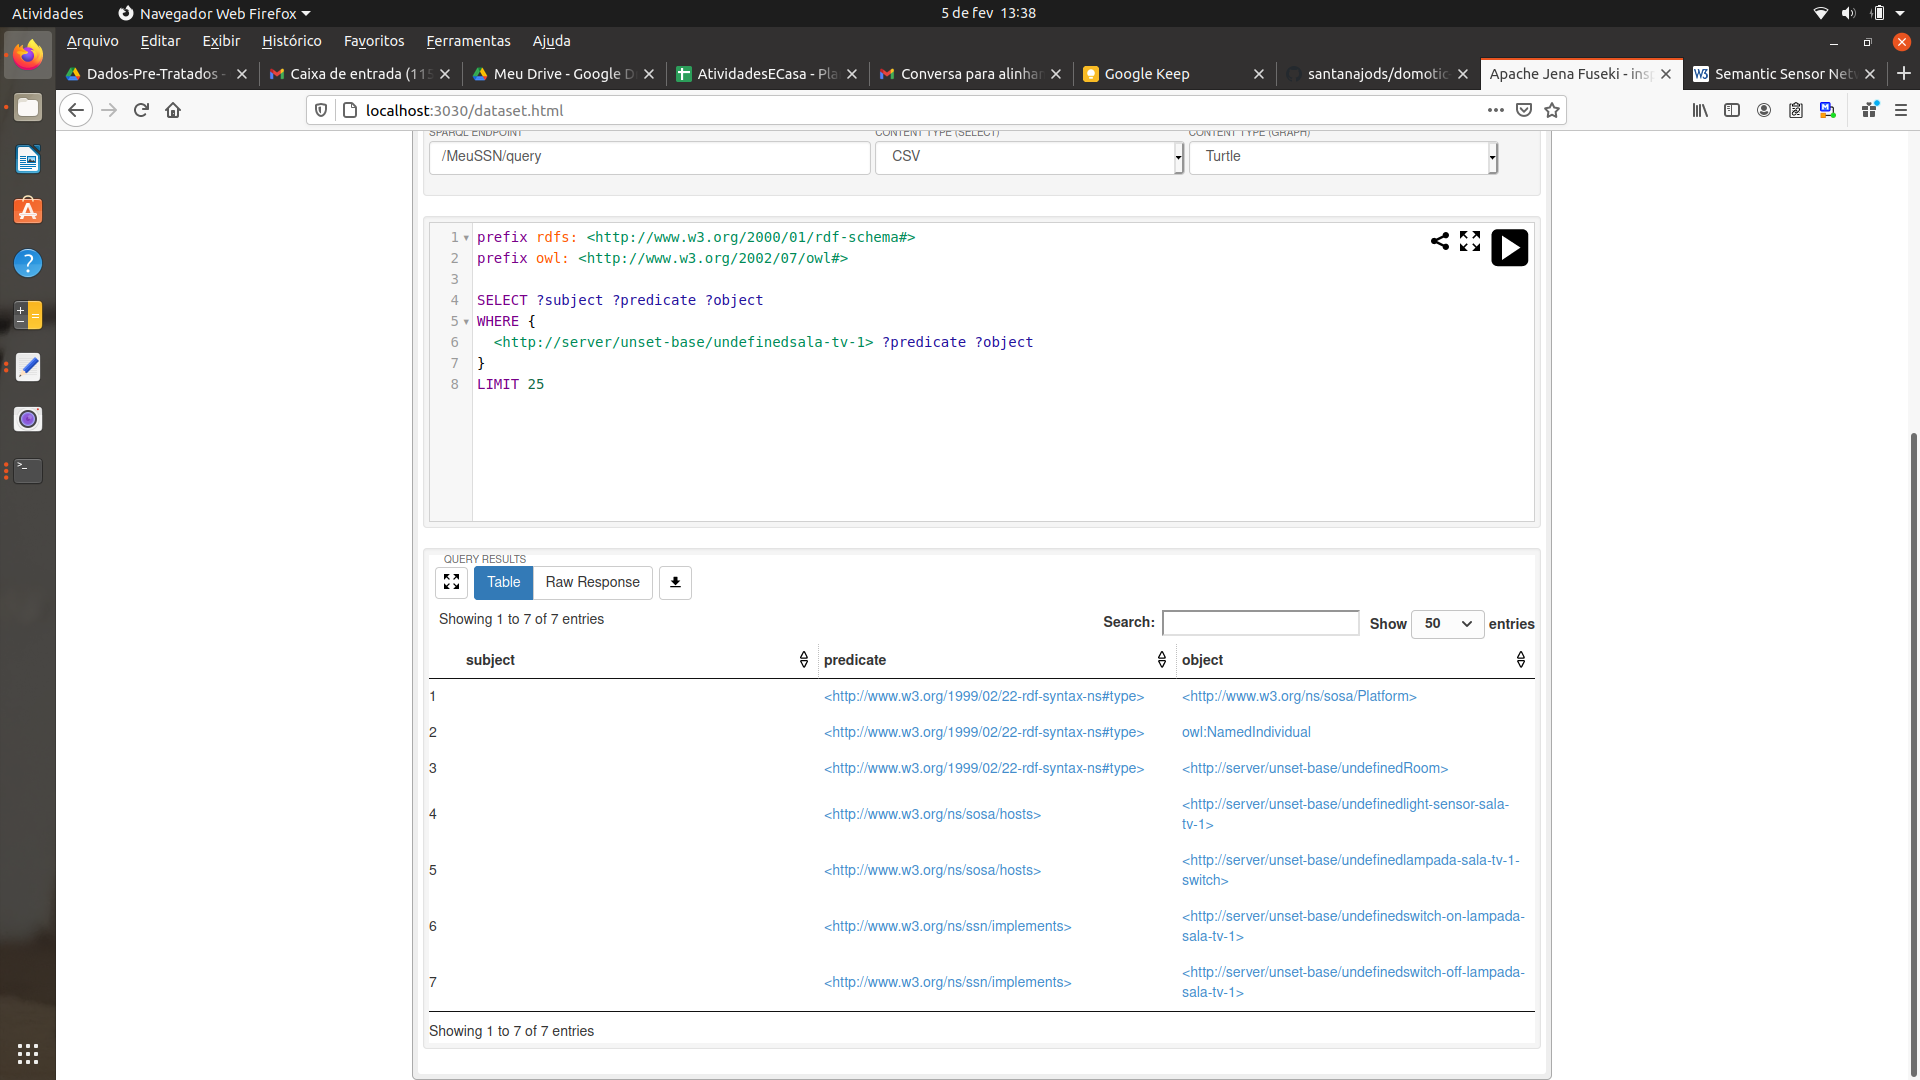 Atividades
Navegador Web Firefox
5 de fev 13:38
Arquivo Editar Exibir Histórico Favoritos Ferramentas Ajuda
Dados-Pre-Tratados -
Caixa de entrada (115
Meu Drive - Google D
AtividadesECasa - Pla
Conversa para alinhar
Google Keep
santanajods/domotic
Apache Jena Fuseki - insp
Semantic Sensor Netw
localhost:3030/dataset.html
SPARQL ENDPOINT
CONTENT TYPE (SELECT)
CONTENT TYPE (GRAPH)
/MeuSSN/query
CSV
Turtle
1 prefix rdfs: <http://www.w3.org/2000/01/rdf-schema#>
2 prefix owl: <http://www.w3.org/2002/07/owl#>
3
4 SELECT ?subject ?predicate ?object
5 WHERE {
6 <http://server/unset-base/undefinedsala-tv-1> ?predicate ?object
7 }
8 LIMIT 25
QUERY RESULTS
Table
Raw Response
Showing 1 to 7 of 7 entries
Search:
Show 50 entries
subject predicate object
1 <http://www.w3.org/1999/02/22-rdf-syntax-ns#type> <http://www.w3.org/ns/sosa/Platform>
2 <http://www.w3.org/1999/02/22-rdf-syntax-ns#type> owl:NamedIndividual
3 <http://www.w3.org/1999/02/22-rdf-syntax-ns#type> <http://server/unset-base/undefinedRoom>
4 <http://www.w3.org/ns/sosa/hosts> <http://server/unset-base/undefinedlight-sensor-sala-
tv-1>
5 <http://www.w3.org/ns/sosa/hosts> <http://server/unset-base/undefinedlampada-sala-tv-1-
switch>
6 <http://www.w3.org/ns/ssn/implements> <http://server/unset-base/undefinedswitch-on-lampada-
sala-tv-1>
7 <http://www.w3.org/ns/ssn/implements> <http://server/unset-base/undefinedswitch-off-lampada-
sala-tv-1>
Showing 1 to 7 of 7 entries